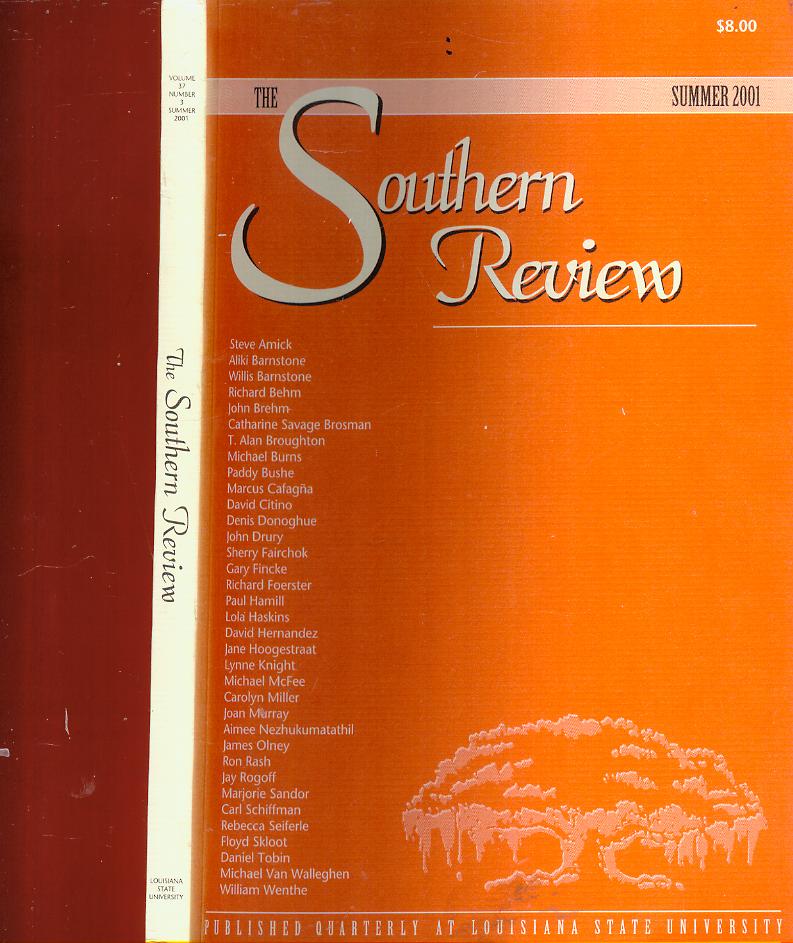 VOLUME
37
NUMBER
3
SUMMER
2001
The Southern Review
LOUISIANA
STATE
UNIVERSITY
$8.00
THE
SUMMER 2001
Southern
Review
Steve Amick
Aliki Barnstone
Willis Barnstone
Richard Behm
John Brehm
Catharine Savage Brosman
T. Alan Broughton
Michael Burns
Paddy Bushe
Marcus Cafagña
David Citino
Denis Donoghue
John Drury
Sherry Fairchok
Gary Fincke
Richard Foerster
Paul Hamill
Lola Haskins
David Hernandez
Jane Hoogestraat
Lynne Knight
Michael McFee
Carolyn Miller
Joan Murray
Aimee Nezhukumatathil
James Olney
Ron Rash
Jay Rogoff
Marjorie Sandor
Carl Schiffman
Rebecca Seiferle
Floyd Skloot
Daniel Tobin
Michael Van Walleghen
William Wenthe
PUBLISHED QUARTERLY AT LOUISIANA STATE UNIVERSITY